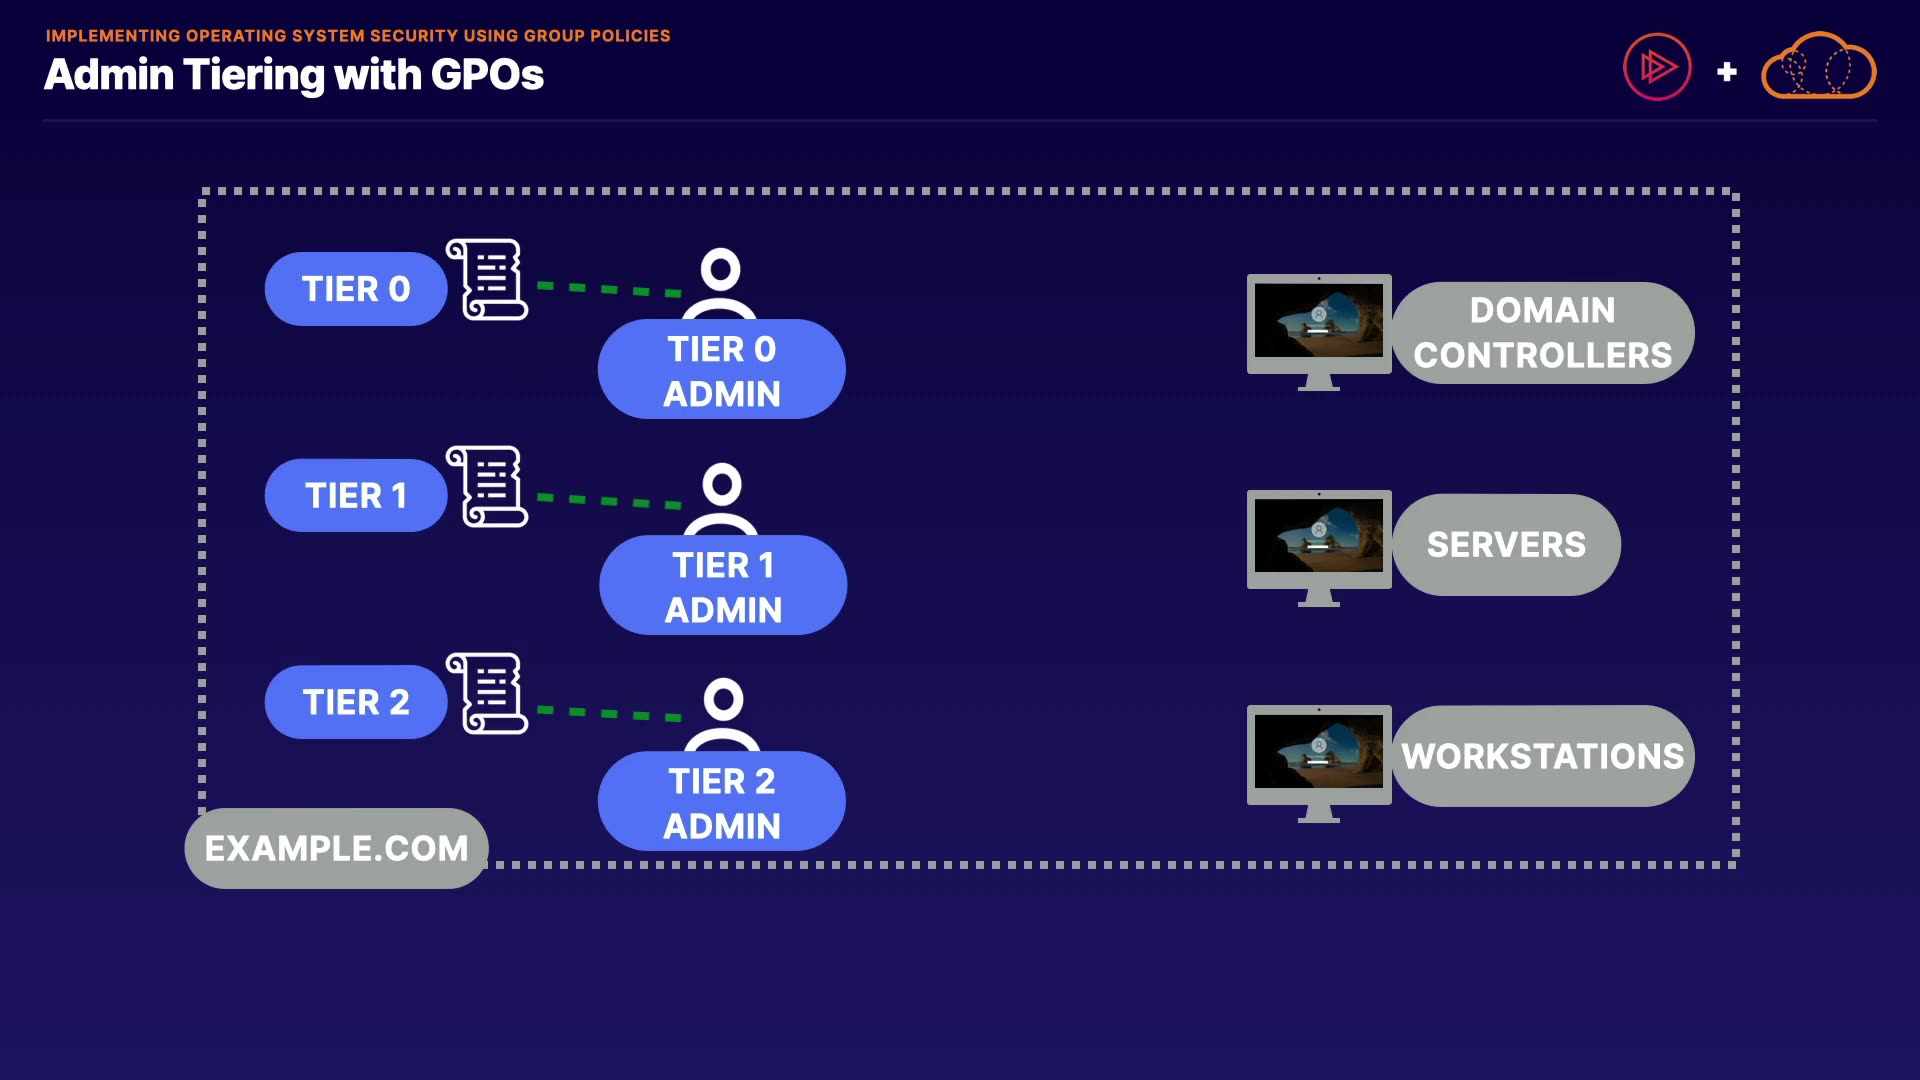 IMPLEMENTING OPERATING SYSTEM SECURITY USING GROUP POLICIES
Admin Tiering with GPOs
TIER 0
TIER 0
ADMIN
DOMAIN
CONTROLLERS
TIER 1
TIER 1
ADMIN
SERVERS
TIER 2
TIER 2
ADMIN
WORKSTATIONS
EXAMPLE.COM